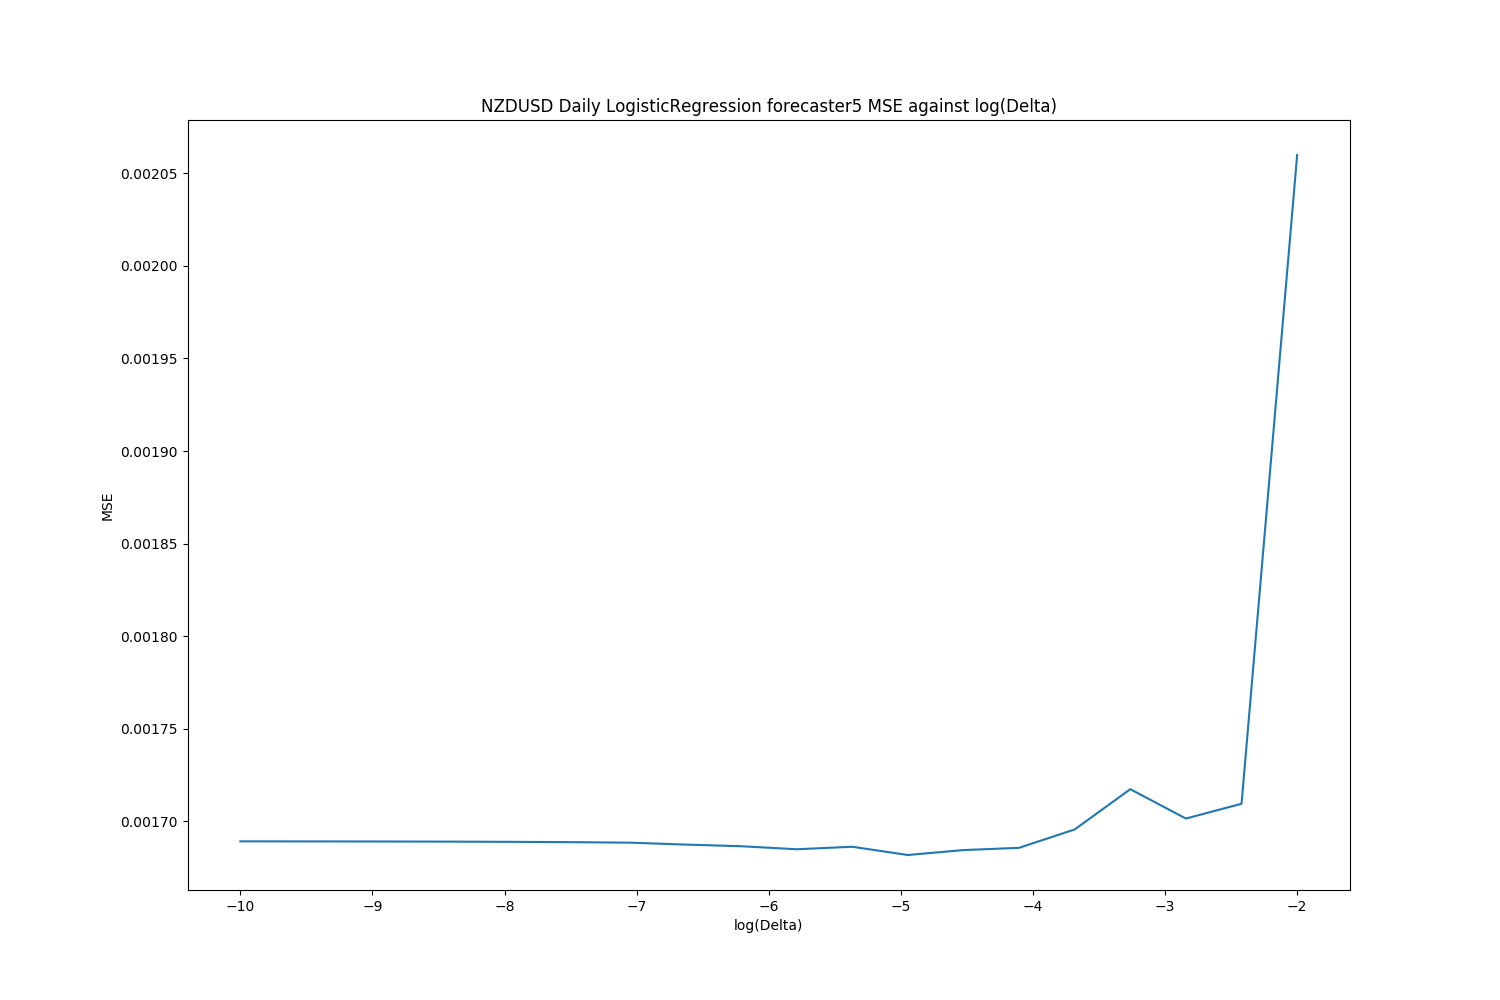 NZDUSD Daily LogisticRegression forecaster5 MSE against log(Delta)
0.00205
0.00200
0.00195
0.00190
0.00185
0.00180
0.00175
0.00170
MSE
−10 −9 −8 −7 −6 −5 −4 −3 −2
log(Delta)